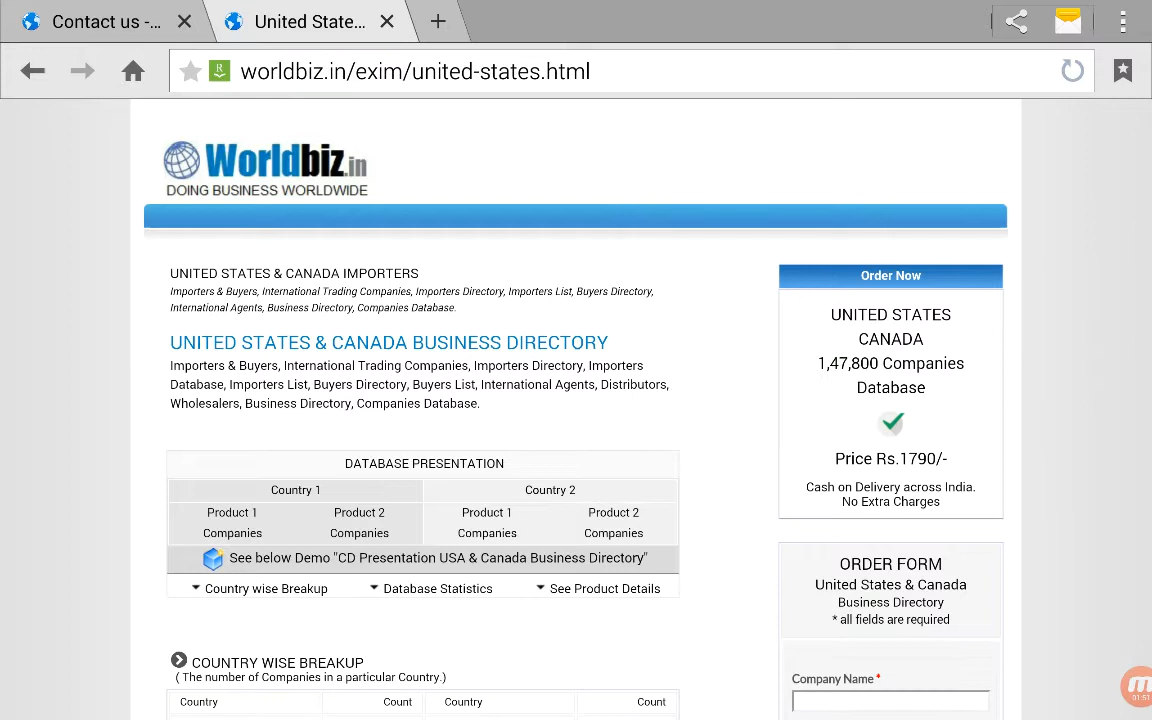 Contact us -...
United State...
worldbiz.in/exim/united-states.html
Worldbiz.in
DOING BUSINESS WORLDWIDE
UNITED STATES & CANADA IMPORTERS
Importers & Buyers, International Trading Companies, Importers Directory, Importers List, Buyers Directory,
International Agents, Business Directory, Companies Database.
UNITED STATES & CANADA BUSINESS DIRECTORY
Importers & Buyers, International Trading Companies, Importers Directory, Importers
Database, Importers List, Buyers Directory, Buyers List, International Agents, Distributors,
Wholesalers, Business Directory, Companies Database.
DATABASE PRESENTATION
Country 1 Country 2
Product 1 Product 2 Product 1 Product 2
Companies Companies Companies Companies
See below Demo "CD Presentation USA & Canada Business Directory"
Country wise Breakup Database Statistics See Product Details
COUNTRY WISE BREAKUP
( The number of Companies in a particular Country.)
Country Count Country Count
Order Now
UNITED STATES
CANADA
1,47,800 Companies
Database
Price Rs.1790/-
Cash on Delivery across India.
No Extra Charges
ORDER FORM
United States & Canada
Business Directory
* all fields are required
Company Name *
01:51